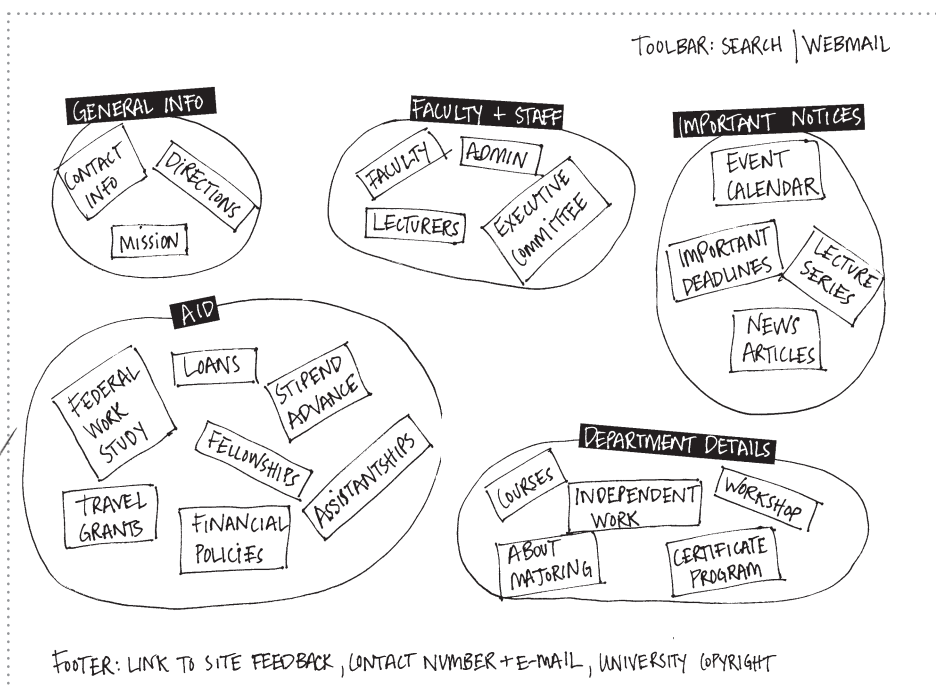 TOOLBAR: SEARCH | WEBMAIL
GENERAL INFO
CONTACT
INFO
DIRECTIONS
MISSION
FACULTY + STAFF
FACULTY
ADMIN
LECTURERS
EXECUTIVE
COMMITTEE
IMPORTANT NOTICES
EVENT
CALENDAR
IMPORTANT
DEADLINES
LECTURE
SERIES
NEWS
ARTICLES
AID
FEDERAL
WORK
STUDY
LOANS
STIPEND
ADVANCE
FELLOWSHIPS
ASSISTANTSHIPS
TRAVEL
GRANTS
FINANCIAL
POLICIES
DEPARTMENT DETAILS
COURSES
INDEPENDENT
WORK
WORKSHOP
ABOUT
MAJORING
CERTIFICATE
PROGRAM
FOOTER: LINK TO SITE FEEDBACK, CONTACT NUMBER + E-MAIL, UNIVERSITY COPYRIGHT